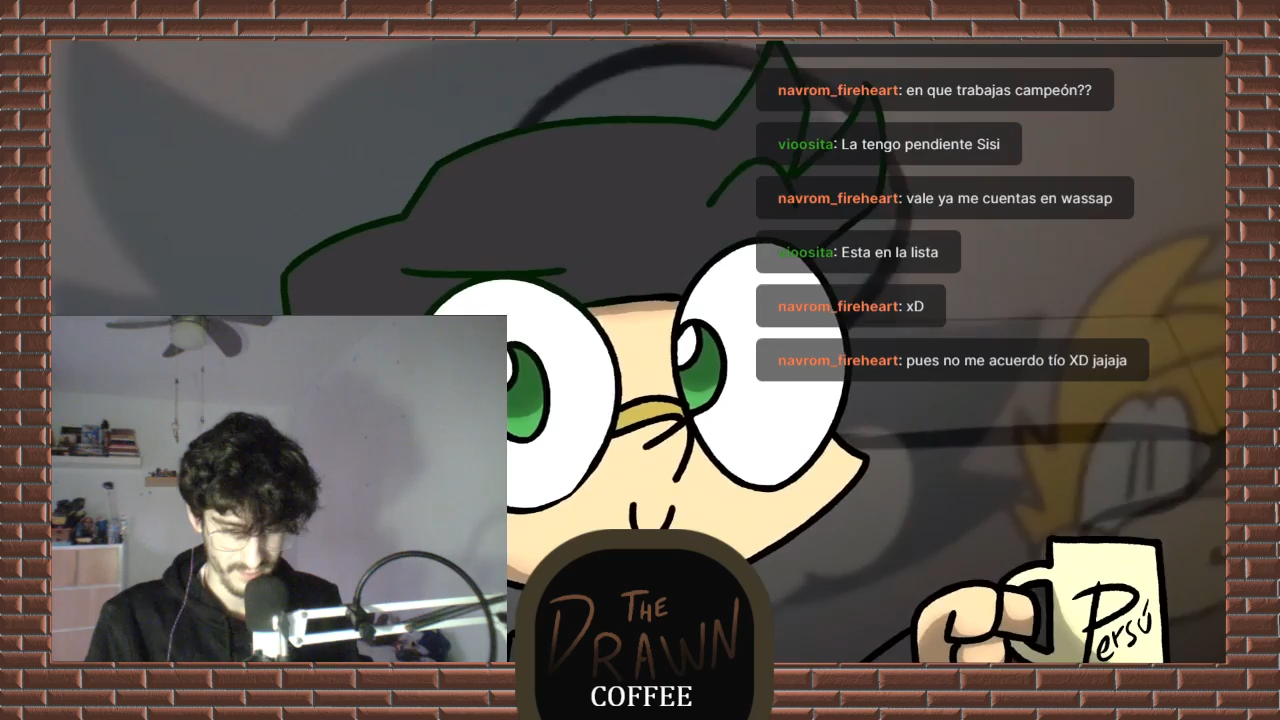 navrom_fireheart: en que trabajas campeón??
vioosita: La tengo pendiente Sisi
navrom_fireheart: vale ya me cuentas en wassap
vioosita: Esta en la lista
navrom_fireheart: xD
navrom_fireheart: pues no me acuerdo tío XD jajaja
Persú
THE
DRAWN
COFFEE